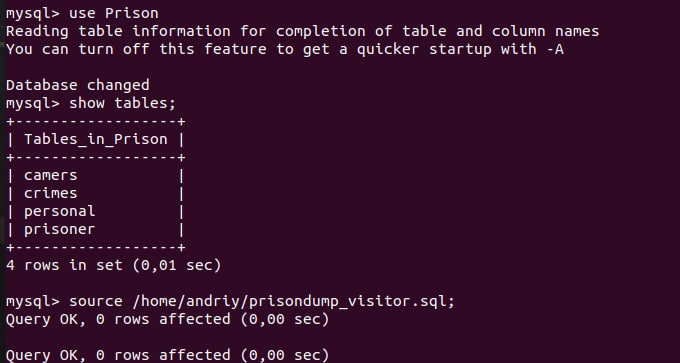 mysql> use Prison
Reading table information for completion of table and column names
You can turn off this feature to get a quicker startup with -A
Database changed
mysql> show tables;
+------------------+
| Tables_in_Prison |
+------------------+
| camers           |
| crimes           |
| personal         |
| prisoner         |
+------------------+
4 rows in set (0,01 sec)
mysql> source /home/andriy/prisondump_visitor.sql;
Query OK, 0 rows affected (0,00 sec)
Query OK, 0 rows affected (0,00 sec)